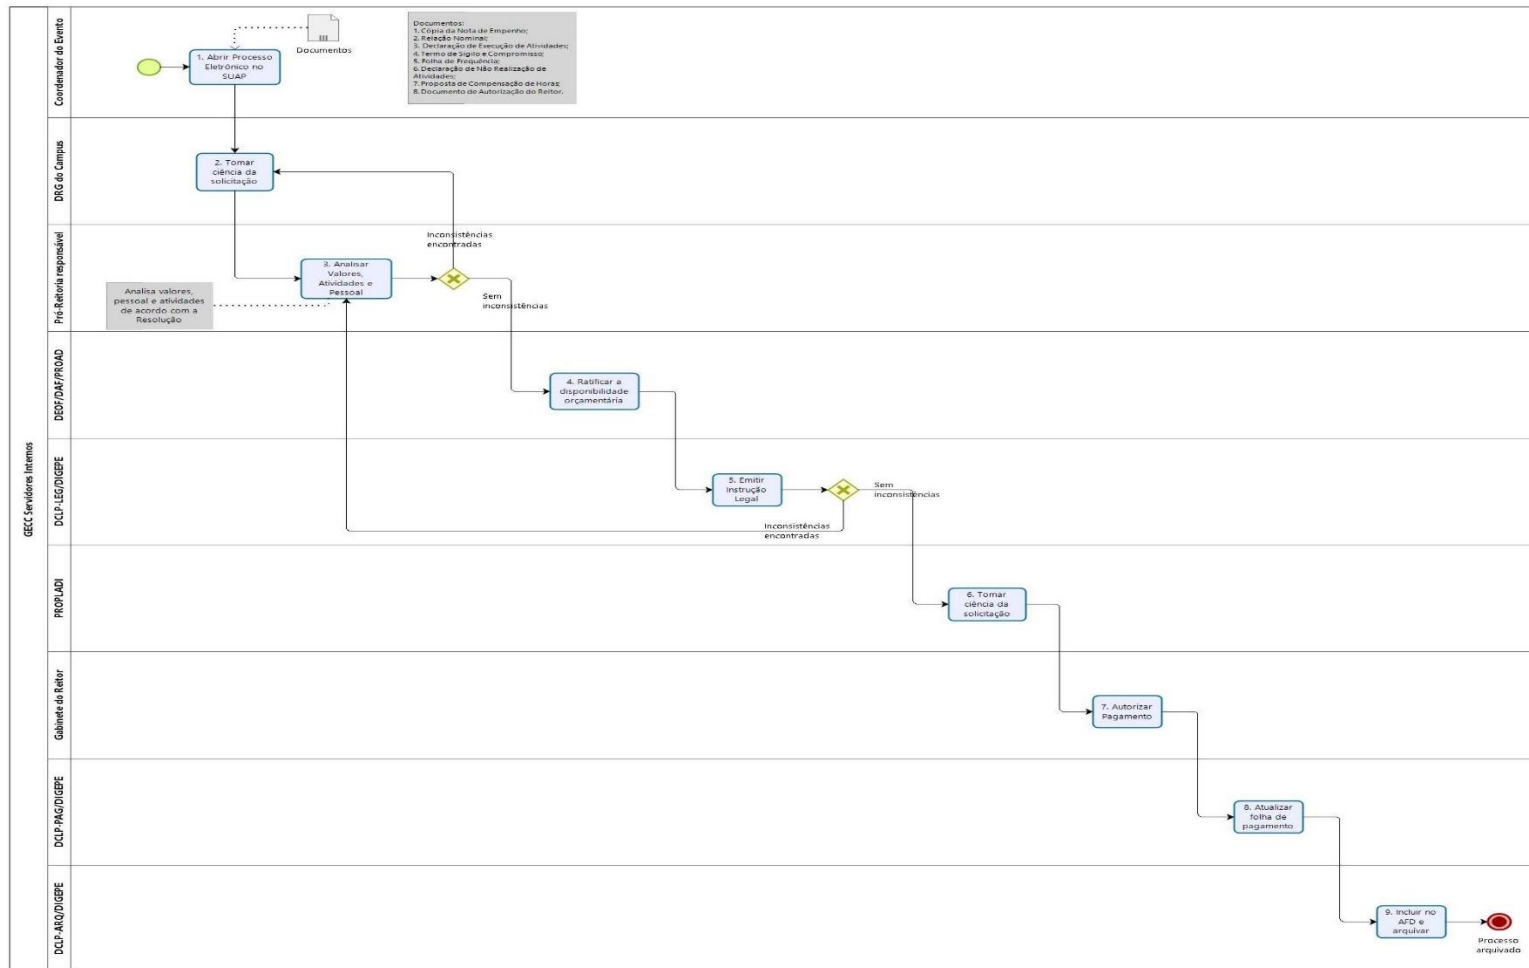 GECC Servidores Internos
Coordenador do Evento
1. Abrir Processo
Eletrônico no
SUAP
Documentos
Documentos:
1. Cópia da Nota de Empenho;
2. Relação Nominal;
3. Declaração de Execução de Atividades;
4. Termo de Sigilo e Compromisso;
5. Folha de Frequência;
6. Declaração de Não Realização de
Atividades;
7. Proposta de Compensação de Horas;
8. Documento de Autorização do Reitor.
DRG do Campus
2. Tomar
ciência da
solicitação
Pró-Reitoria responsável
Inconsistências
encontradas
3. Analisar
Valores,
Atividades e
Pessoal
Analisa valores,
pessoal e atividades
de acordo com a
Resolução
Sem
inconsistências
DEOF/DAF/PROAD
4. Ratificar a
disponibilidade
orçamentária
DCLP-LEG/DIGEPE
5. Emitir
Instrução
Legal
Sem
inconsistências
Inconsistências
encontradas
PROPLADI
6. Tomar
ciência da
solicitação
Gabinete do Reitor
7. Autorizar
Pagamento
DCLP-PAG/DIGEPE
8. Atualizar
folha de
pagamento
DCLP-ARQ/DIGEPE
9. Incluir no
AFD e
arquivar
Processo
arquivado